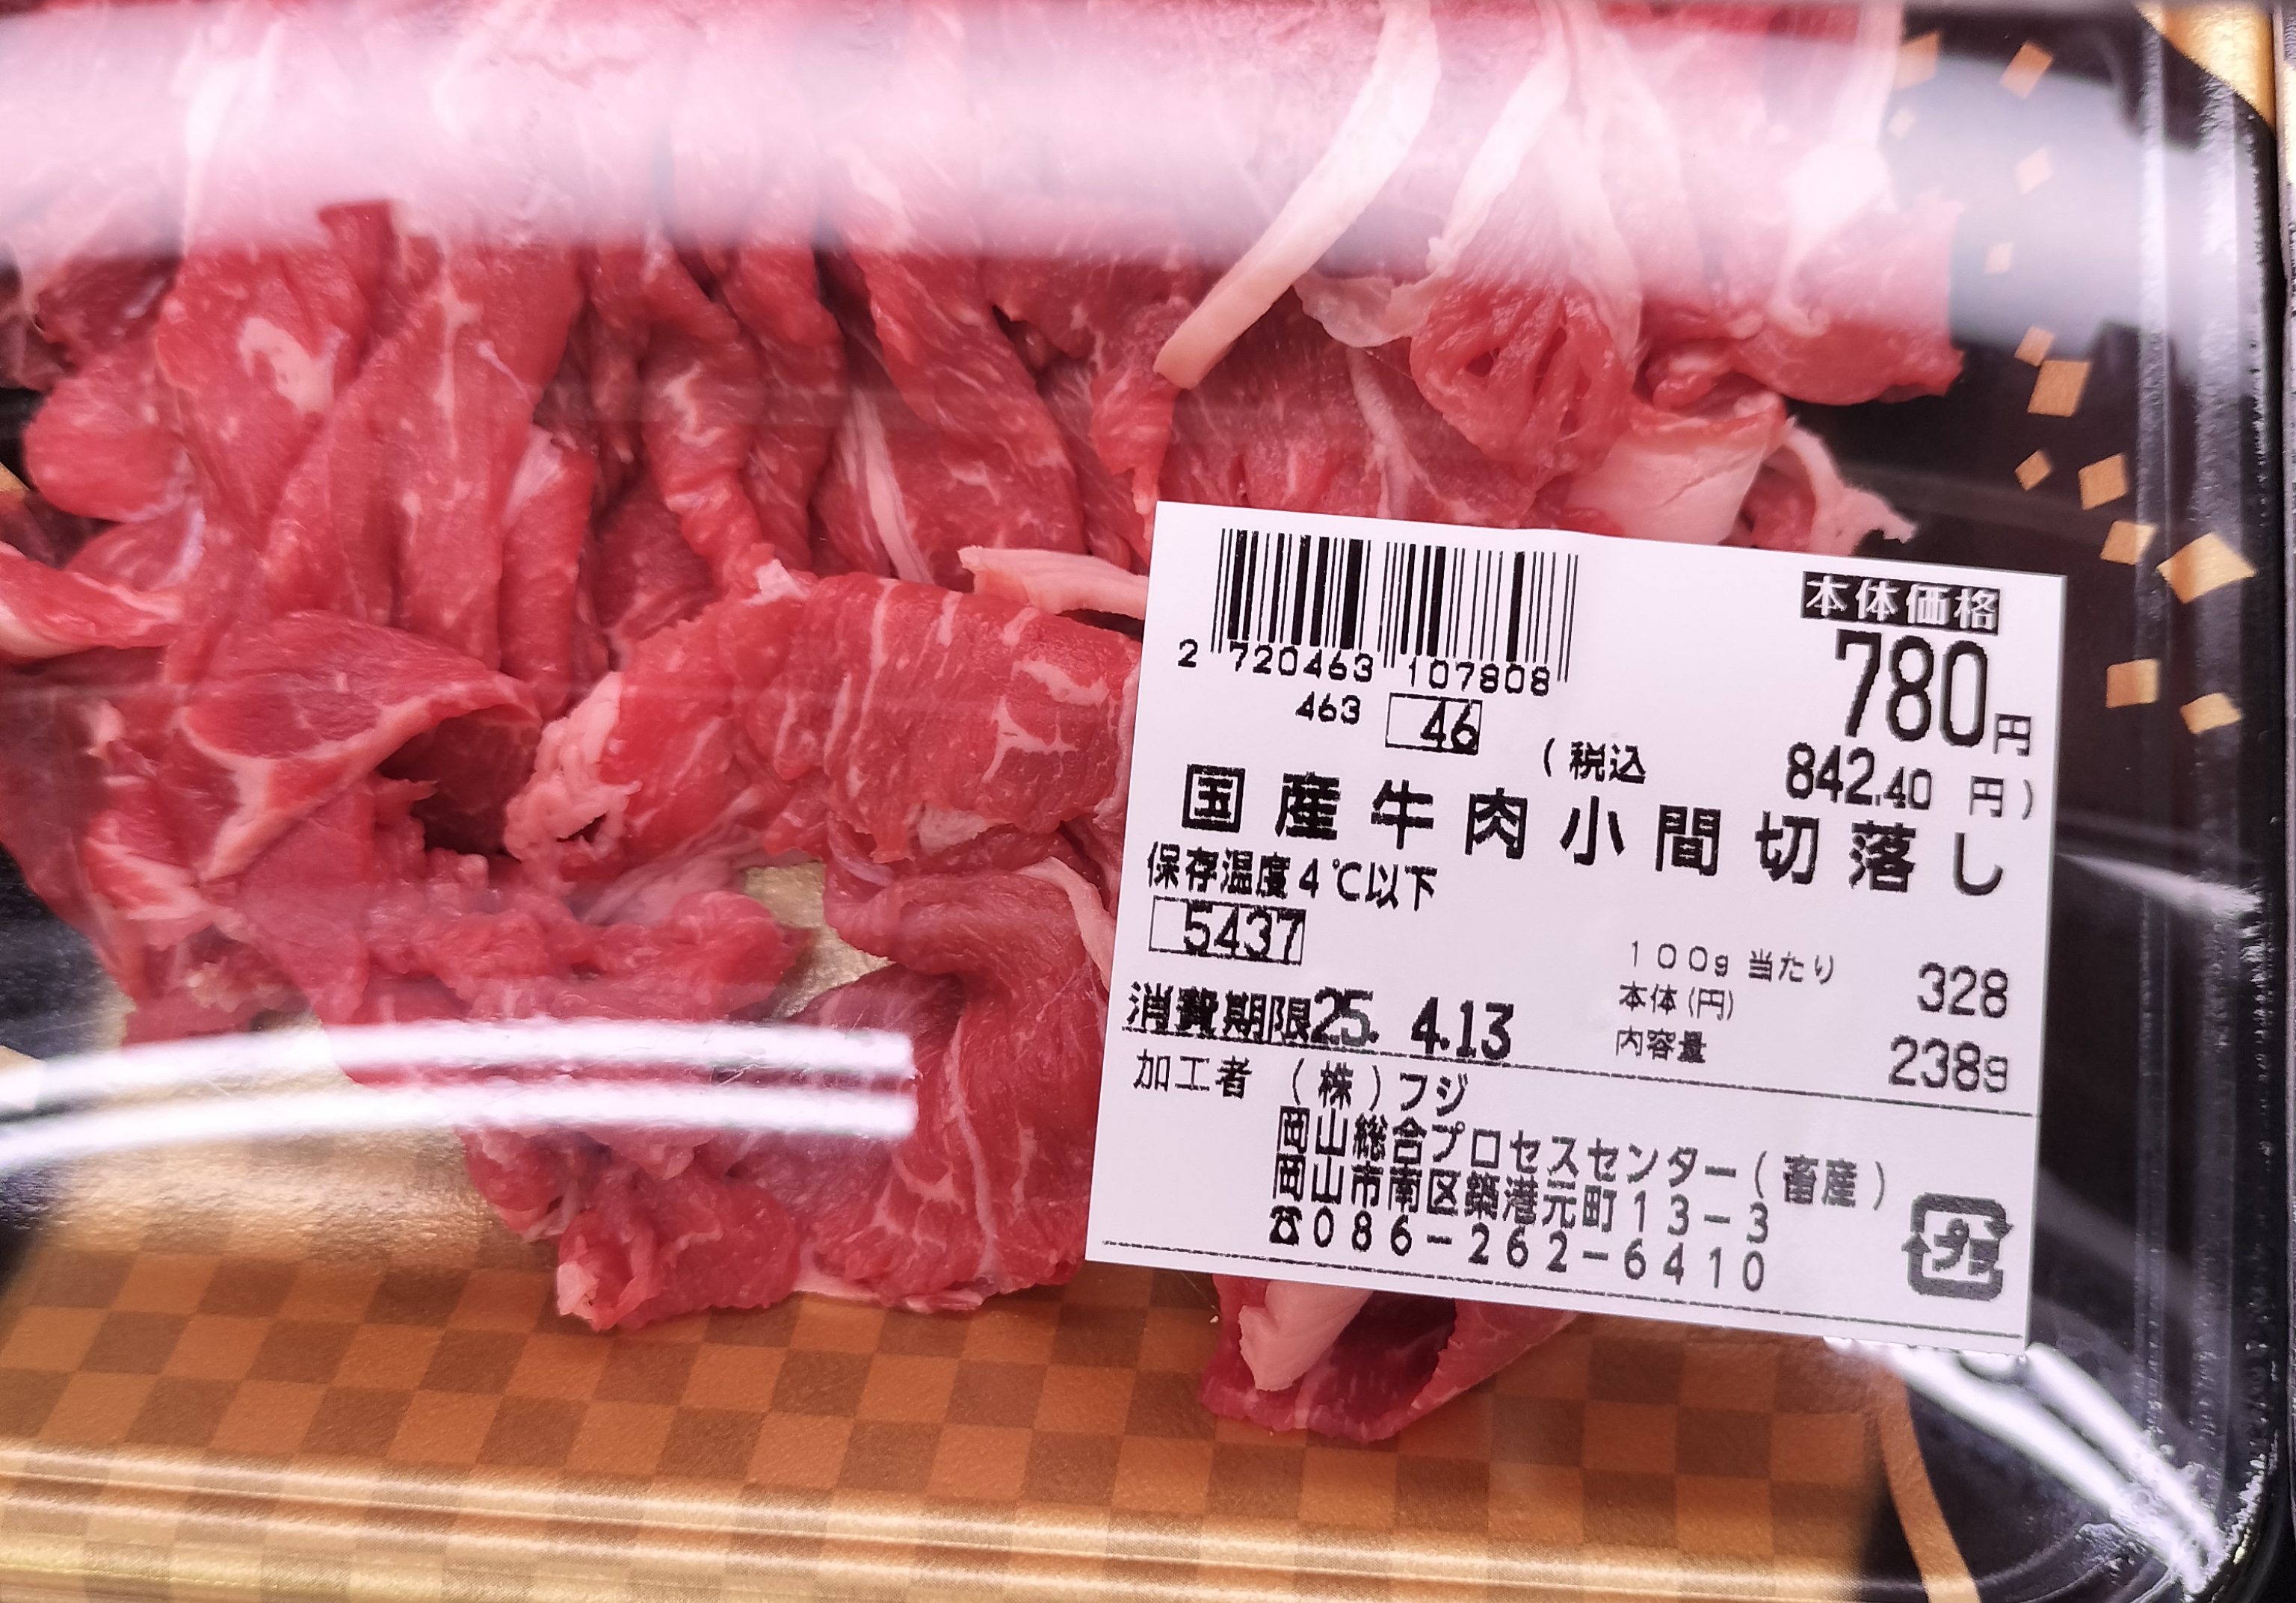 本体価格
2 720463 107808
780円
463 46
(税込 842.40 円)
国産牛肉小間切落し
保存温度4℃以下
5437
100g 当たり
本体(円) 328
消費期限25. 4.13
内容量 238g
加工者 (株)フジ
岡山総合プロセスセンター(畜産)
岡山市南区築港元町13-3
☎086-262-6410
プラ